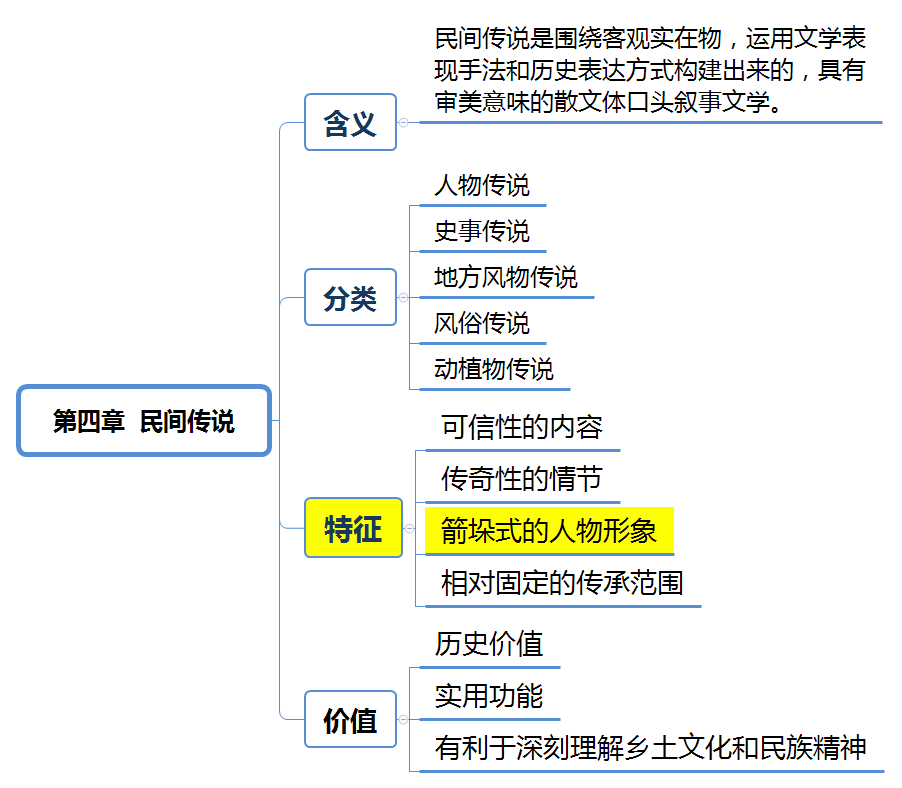 民间传说是围绕客观实在物，运用文学表
现手法和历史表达方式构建出来的，具有
审美意味的散文体口头叙事文学。
含义
人物传说
史事传说
地方风物传说
分类
风俗传说
动植物传说
第四章 民间传说
可信性的内容
传奇性的情节
特征
箭垛式的人物形象
相对固定的传承范围
历史价值
实用功能
价值
有利于深刻理解乡土文化和民族精神